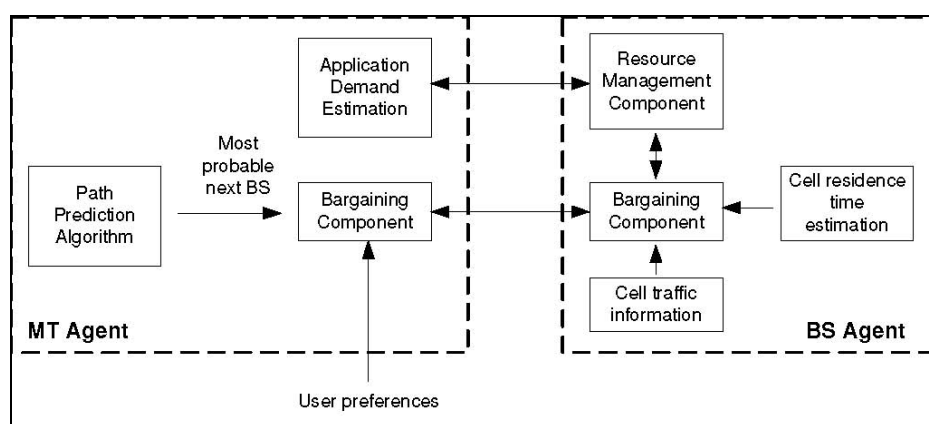 Application
Demand
Estimation
Resource
Management
Component
Most
probable
next BS
Path
Prediction
Algorithm
Bargaining
Component
Bargaining
Component
Cell residence
time
estimation
Cell traffic
information
MT Agent
BS Agent
User preferences